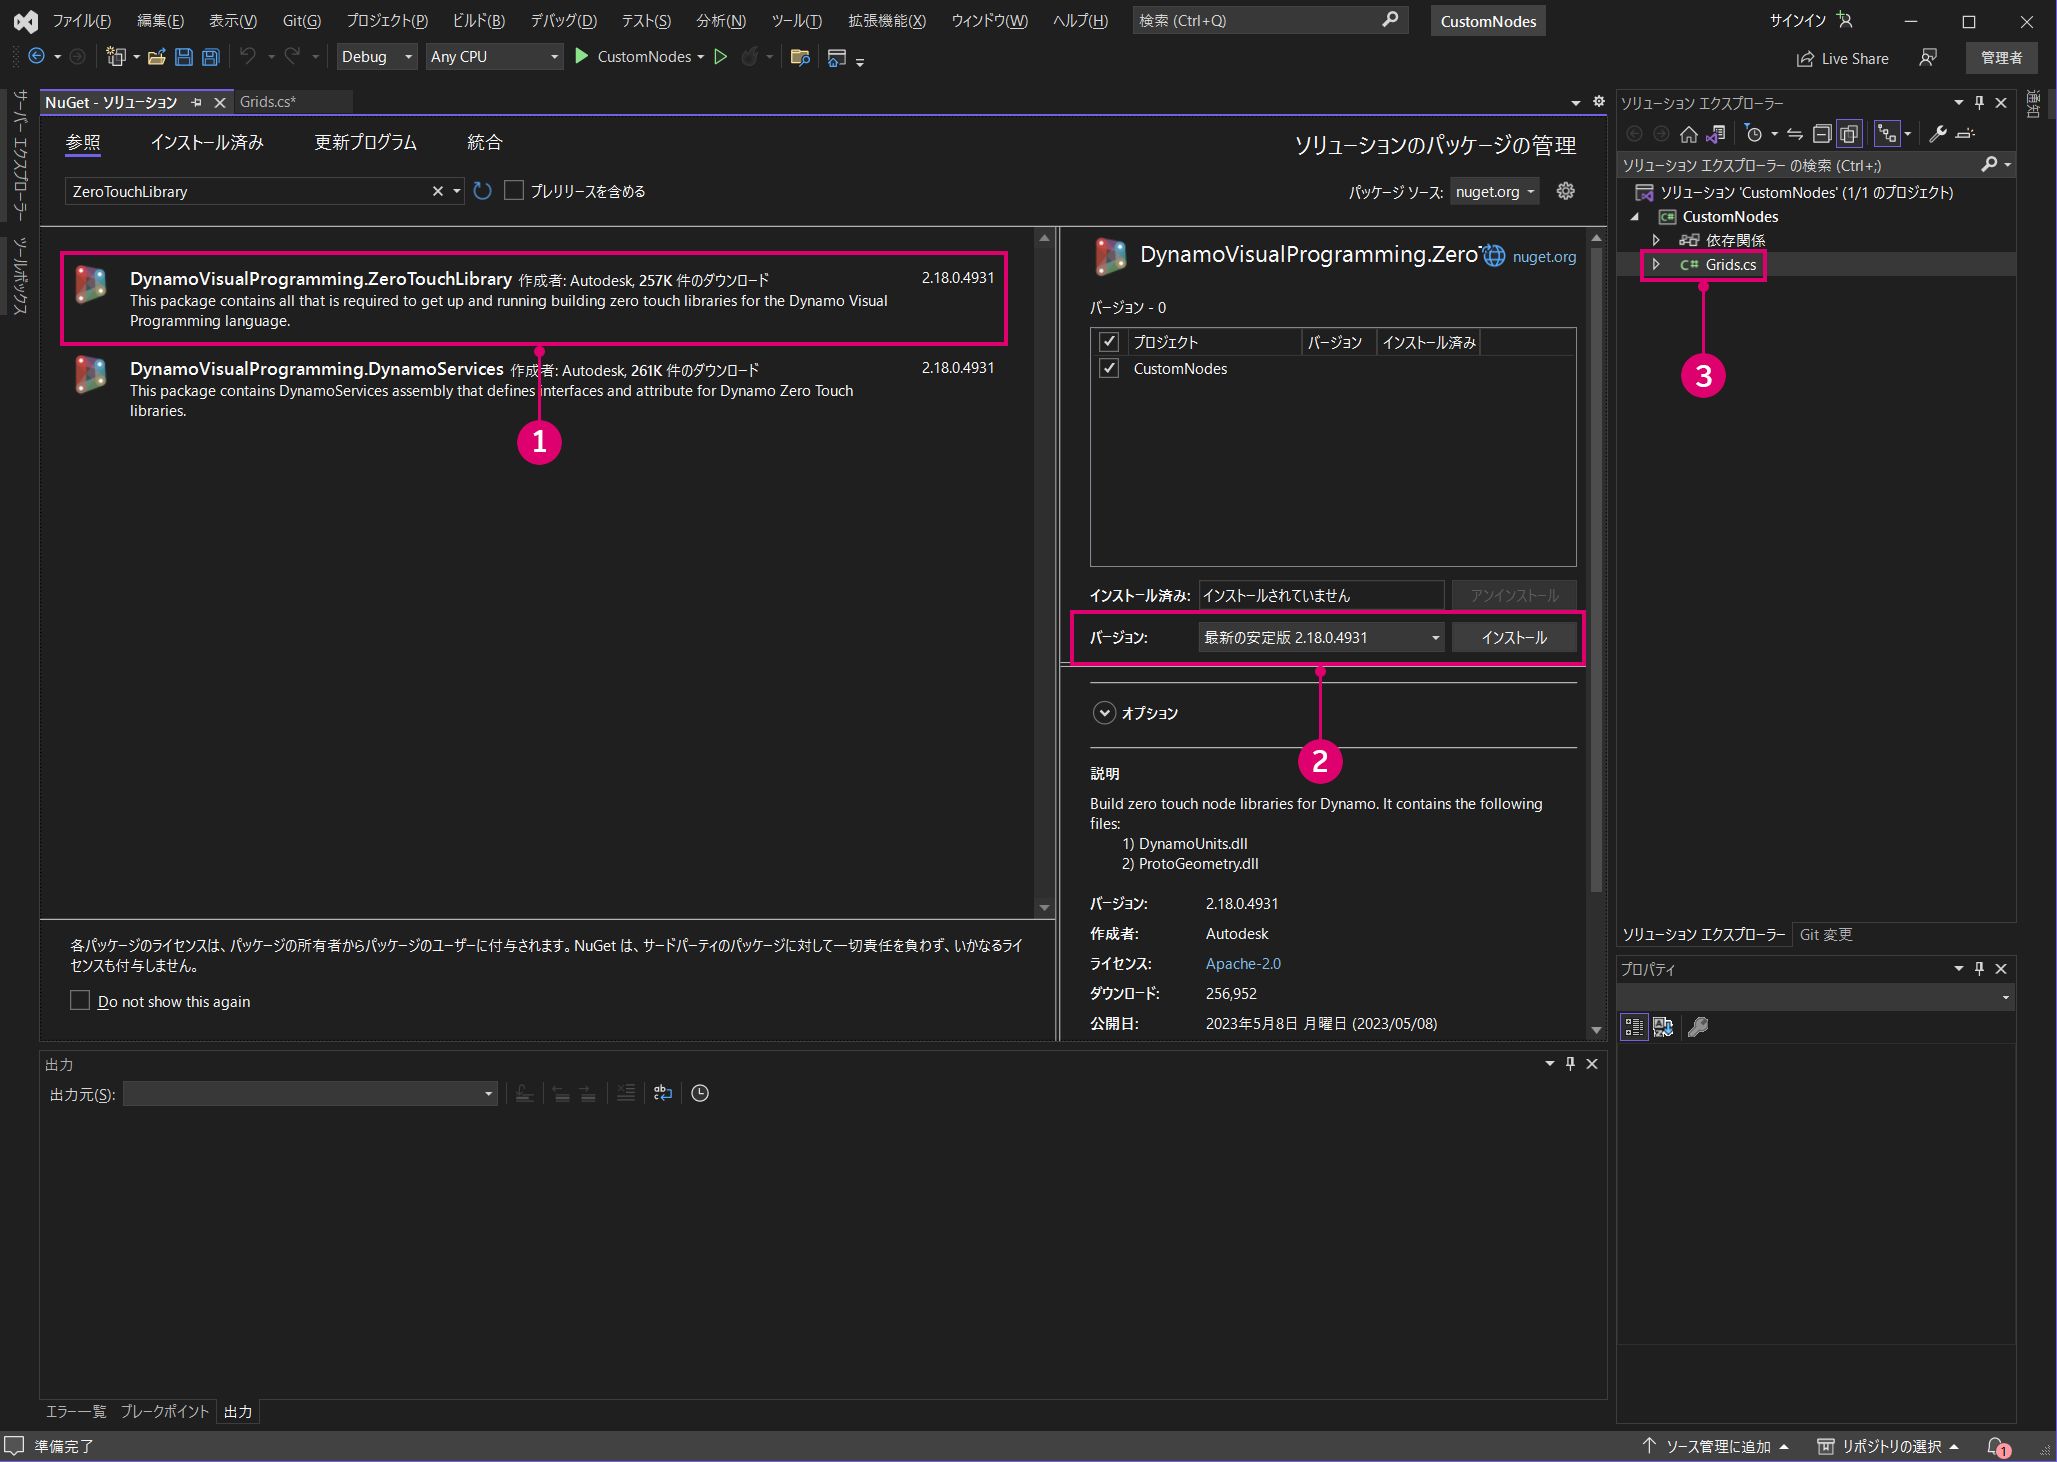 ファイル(F) 編集(E) 表示(V) Git(G) プロジェクト(P) ビルド(B) デバッグ(D) テスト(S) 分析(N) ツール(T) 拡張機能(X) ウィンドウ(W) ヘルプ(H) 検索 (Ctrl+Q) CustomNodes サインイン
Debug Any CPU CustomNodes Live Share 管理者
サーバー エクスプローラー
ツールボックス
NuGet - ソリューション Grids.cs*
参照 インストール済み 更新プログラム 統合 ソリューションのパッケージの管理
ZeroTouchLibrary プレリリースを含める パッケージ ソース: nuget.org
DynamoVisualProgramming.ZeroTouchLibrary 作成者: Autodesk, 257K 件のダウンロード 2.18.0.4931
This package contains all that is required to get up and running building zero touch libraries for the Dynamo Visual
Programming language.
DynamoVisualProgramming.DynamoServices 作成者: Autodesk, 261K 件のダウンロード 2.18.0.4931
This package contains DynamoServices assembly that defines interfaces and attribute for Dynamo Zero Touch
libraries.
1
各パッケージのライセンスは、パッケージの所有者からパッケージのユーザーに付与されます。NuGet は、サードパーティのパッケージに対して一切責任を負わず、いかなるライ
センスも付与しません。
Do not show this again
DynamoVisualProgramming.Zero nuget.org
バージョン - 0
プロジェクト バージョン インストール済み
CustomNodes
インストール済み: インストールされていません アンインストール
バージョン: 最新の安定版 2.18.0.4931 インストール
オプション
2
説明
Build zero touch node libraries for Dynamo. It contains the following
files:
1) DynamoUnits.dll
2) ProtoGeometry.dll
バージョン: 2.18.0.4931
作成者: Autodesk
ライセンス: Apache-2.0
ダウンロード: 256,952
公開日: 2023年5月8日 月曜日 (2023/05/08)
ソリューション エクスプローラー
ソリューション エクスプローラー の検索 (Ctrl+;)
ソリューション 'CustomNodes' (1/1 のプロジェクト)
C# CustomNodes
依存関係
C# Grids.cs
3
ソリューション エクスプローラー Git 変更
プロパティ
通知
出力
出力元(S):
エラー一覧 ブレークポイント 出力
準備完了 ソース管理に追加 リポジトリの選択 1